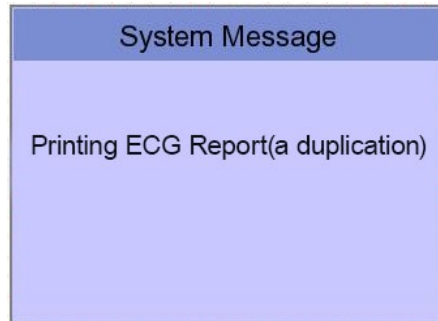 System Message
Printing ECG Report(a duplication)